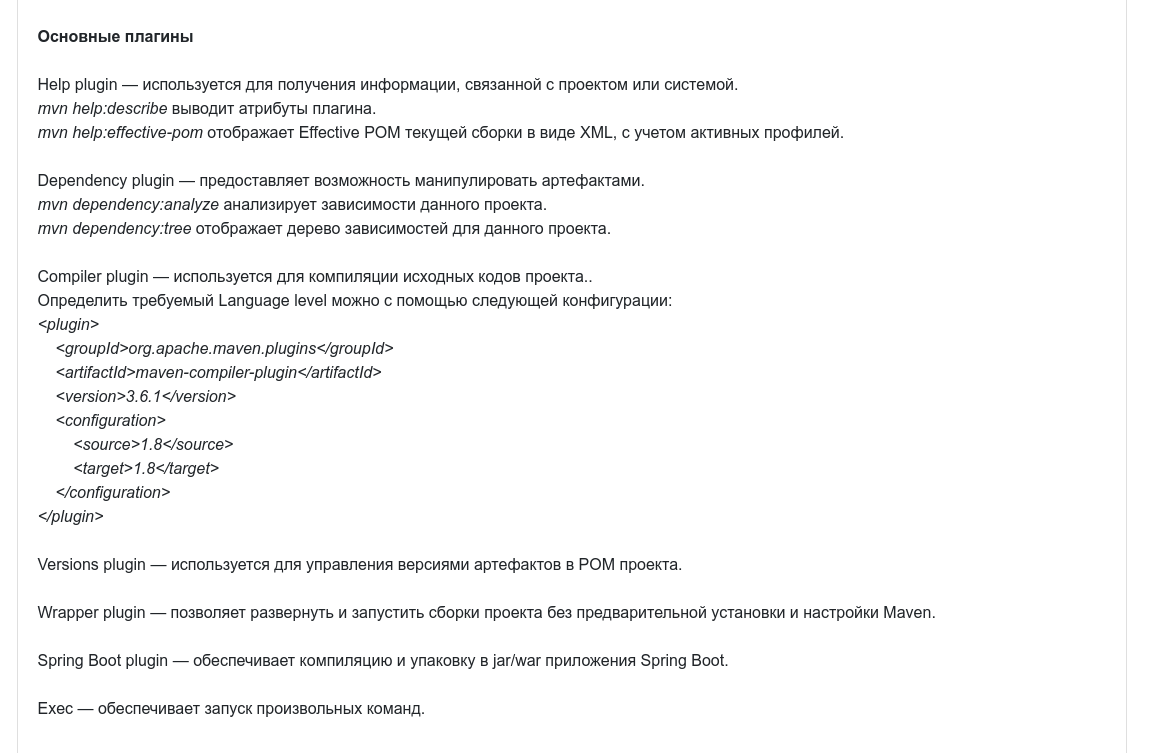 Основные плагины
Help plugin — используется для получения информации, связанной с проектом или системой.
mvn help:describe выводит атрибуты плагина.
mvn help:effective-pom отображает Effective POM текущей сборки в виде XML, с учетом активных профилей.
Dependency plugin — предоставляет возможность манипулировать артефактами.
mvn dependency:analyze анализирует зависимости данного проекта.
mvn dependency:tree отображает дерево зависимостей для данного проекта.
Compiler plugin — используется для компиляции исходных кодов проекта..
Определить требуемый Language level можно с помощью следующей конфигурации:
<plugin>
<groupId>org.apache.maven.plugins</groupId>
<artifactId>maven-compiler-plugin</artifactId>
<version>3.6.1</version>
<configuration>
<source>1.8</source>
<target>1.8</target>
</configuration>
</plugin>
Versions plugin — используется для управления версиями артефактов в POM проекта.
Wrapper plugin — позволяет развернуть и запустить сборки проекта без предварительной установки и настройки Maven.
Spring Boot plugin — обеспечивает компиляцию и упаковку в jar/war приложения Spring Boot.
Exec — обеспечивает запуск произвольных команд.